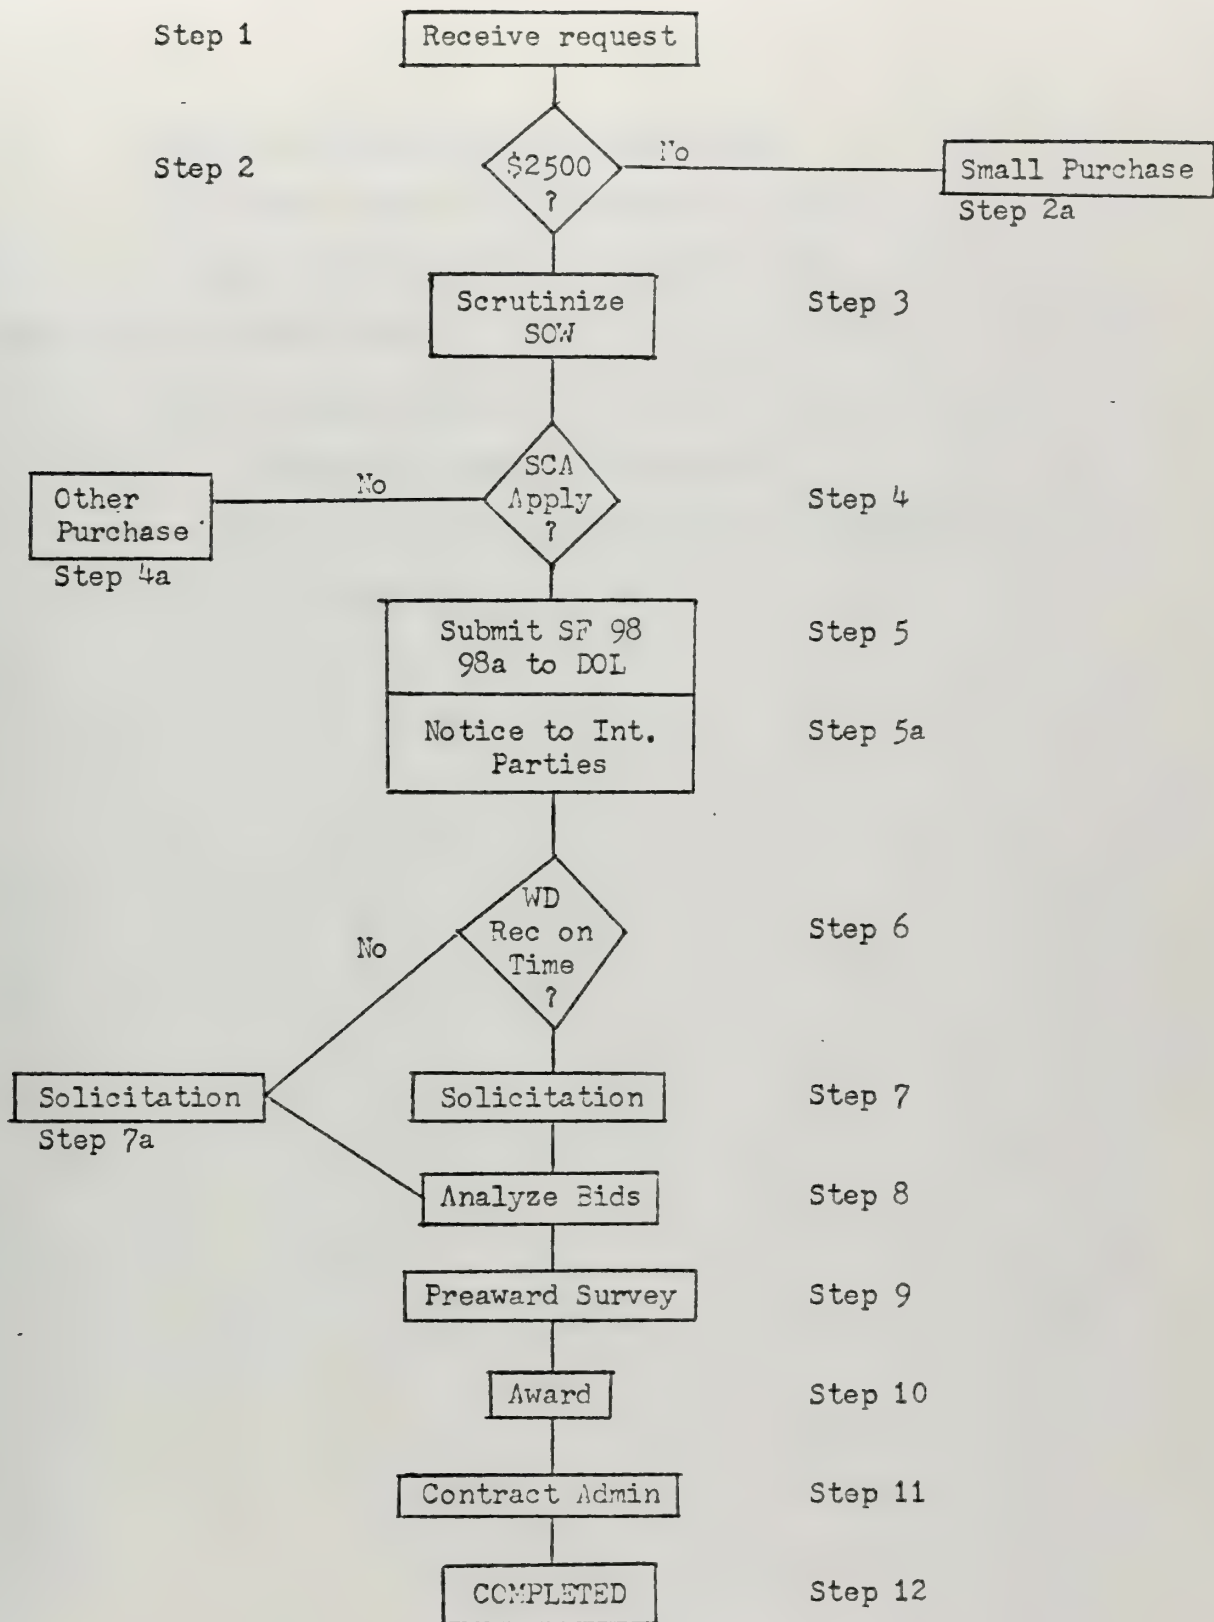 Step 1
Receive request
Step 2
$2500
?
No
Small Purchase
Step 2a
Scrutinize
SOW
Step 3
SCA
Apply
?
No
Other
Purchase
Step 4a
Step 4
Submit SF 98
98a to DOL
Step 5
Notice to Int.
Parties
Step 5a
WD
Rec on
Time
?
No
Step 6
Solicitation
Step 7a
Solicitation
Step 7
Analyze Bids
Step 8
Preaward Survey
Step 9
Award
Step 10
Contract Admin
Step 11
COMPLETED
Step 12